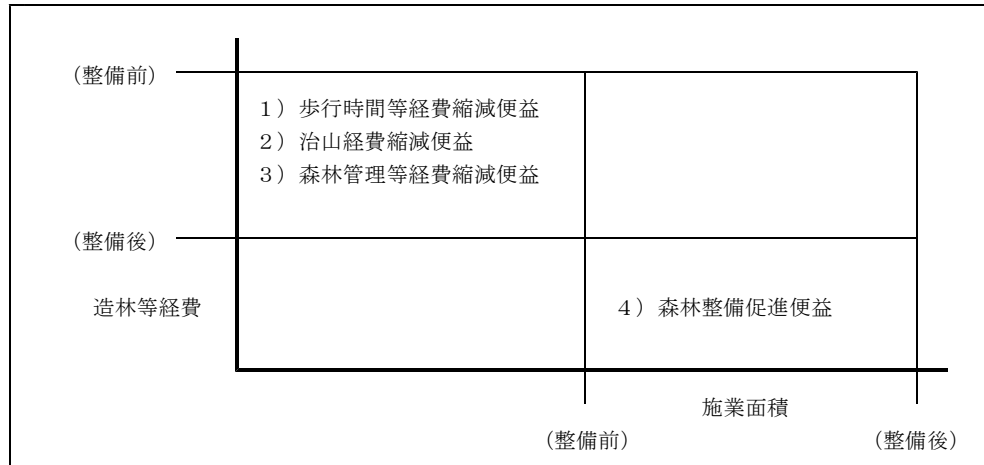 （整備前）
１）歩行時間等経費縮減便益
２）治山経費縮減便益
３）森林管理等経費縮減便益
（整備後）
造林等経費
４）森林整備促進便益
施業面積
（整備前）
（整備後）